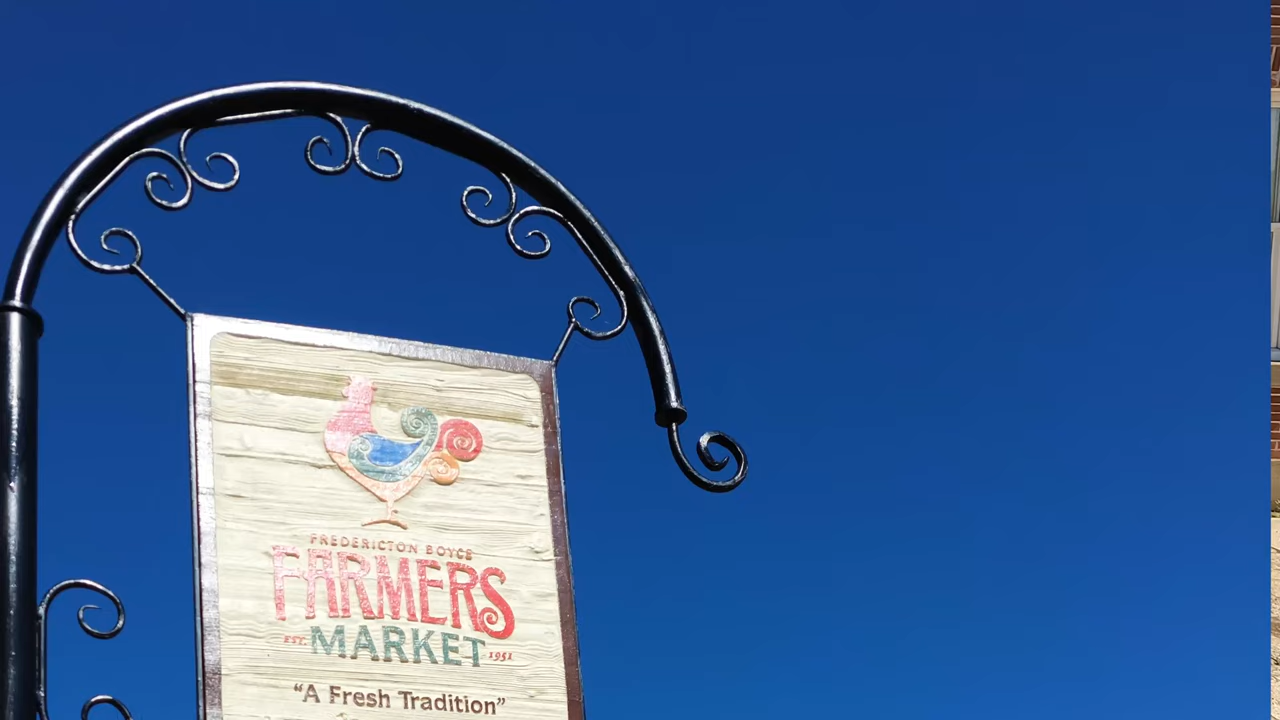 FREDERICTON BOYCE
FARMERS
EST. MARKET 1951
“A Fresh Tradition”